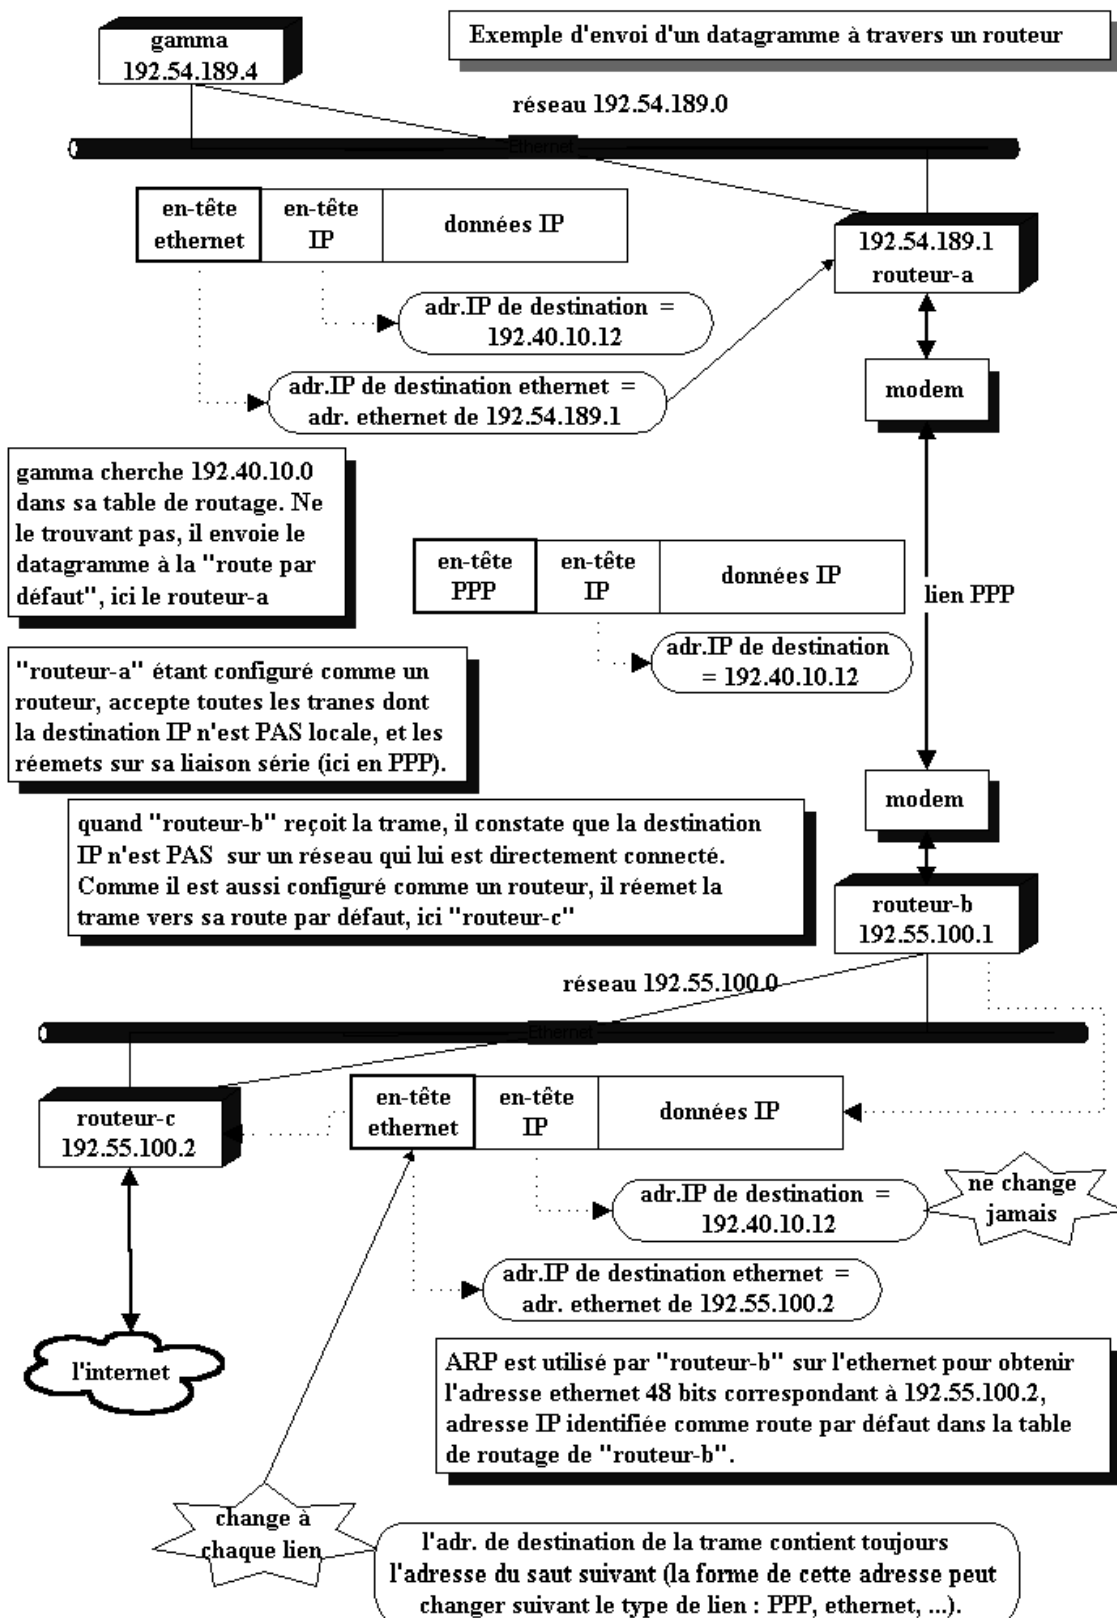 gamma
192.54.189.4
Exemple d'envoi d'un datagramme à travers un routeur
réseau 192.54.189.0
Ethernet
en-tête
ethernet
en-tête
IP
données IP
192.54.189.1
routeur-a
adr.IP de destination =
192.40.10.12
adr.IP de destination ethernet =
adr. ethernet de 192.54.189.1
modem
gamma cherche 192.40.10.0
dans sa table de routage. Ne
le trouvant pas, il envoie le
datagramme à la "route par
défaut", ici le routeur-a
en-tête
PPP
en-tête
IP
données IP
lien PPP
adr.IP de destination
= 192.40.10.12
"routeur-a" étant configuré comme un
routeur, accepte toutes les tranes dont
la destination IP n'est PAS locale, et les
réemets sur sa liaison série (ici en PPP).
modem
quand "routeur-b" reçoit la trame, il constate que la destination
IP n'est PAS sur un réseau qui lui est directement connecté.
Comme il est aussi configuré comme un routeur, il réemet la
trame vers sa route par défaut, ici "routeur-c"
routeur-b
192.55.100.1
réseau 192.55.100.0
Ethernet
routeur-c
192.55.100.2
en-tête
ethernet
en-tête
IP
données IP
adr.IP de destination =
192.40.10.12
ne change
jamais
adr.IP de destination ethernet =
adr. ethernet de 192.55.100.2
l'internet
ARP est utilisé par "routeur-b" sur l'ethernet pour obtenir
l'adresse ethernet 48 bits correspondant à 192.55.100.2,
adresse IP identifiée comme route par défaut dans la table
de routage de "routeur-b".
change à
chaque lien
l'adr. de destination de la trame contient toujours
l'adresse du saut suivant (la forme de cette adresse peut
changer suivant le type de lien : PPP, ethernet, ...).